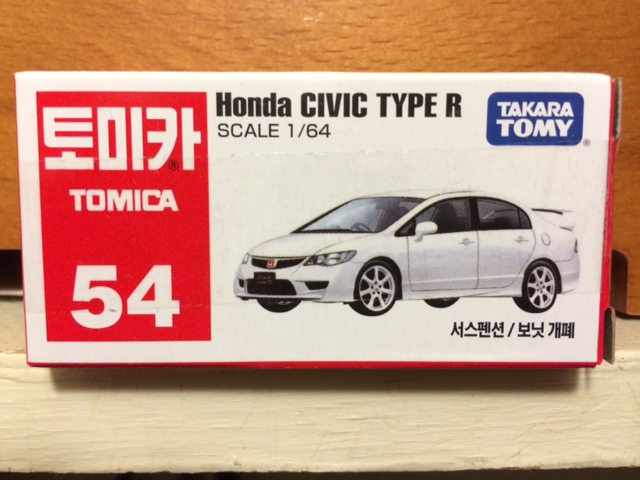 토미카
TOMICA
54
Honda CIVIC TYPE R
SCALE 1/64
TAKARA
TOMY
서스펜션 / 보닛 개폐